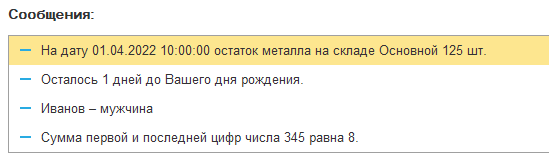 Сообщения:
На дату 01.04.2022 10:00:00 остаток металла на складе Основной 125 шт.
Осталось 1 дней до Вашего дня рождения.
Иванов – мужчина
Сумма первой и последней цифр числа 345 равна 8.